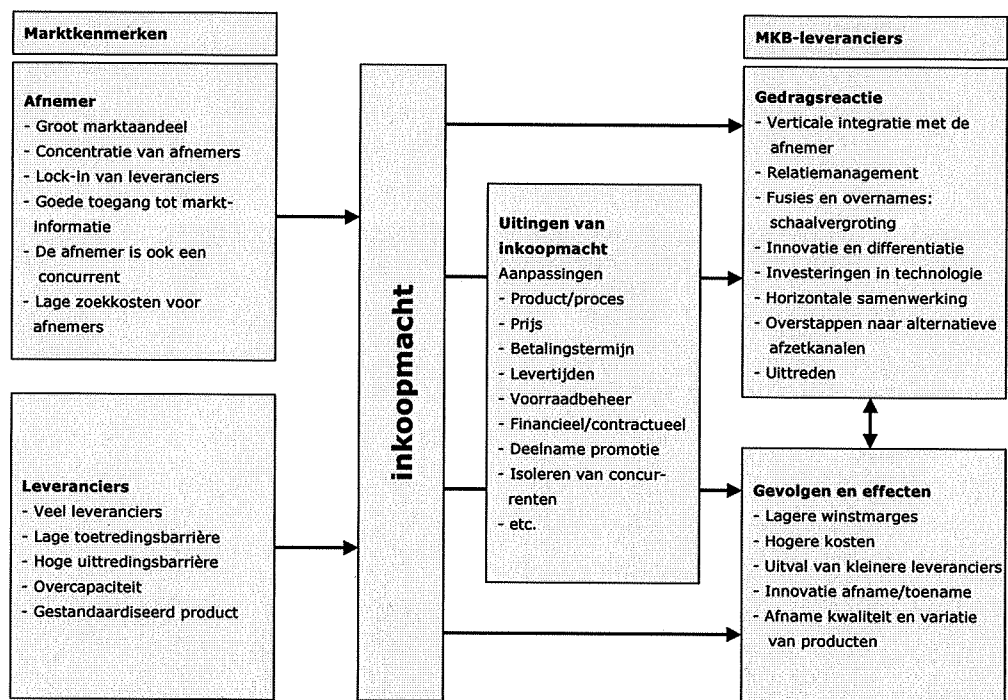 Marktkenmerken
Afnemer
- Groot marktaandeel
- Concentratie van afnemers
- Lock-in van leveranciers
- Goede toegang tot markt-
informatie
- De afnemer is ook een
concurrent
- Lage zoekkosten voor
afnemers
Leveranciers
- Veel leveranciers
- Lage toetredingsbarrière
- Hoge uittredingsbarrière
- Overcapaciteit
- Gestandaardiseerd product
inkoopmacht
Uitingen van
inkoopmacht
Aanpassingen
- Product/proces
- Prijs
- Betalingstermijn
- Levertijden
- Voorraadbeheer
- Financieel/contractueel
- Deelname promotie
- Isoleren van concur-
renten
- etc.
MKB-leveranciers
Gedragsreactie
- Verticale integratie met de
afnemer
- Relatiemanagement
- Fusies en overnames:
schaalvergroting
- Innovatie en differentiatie
- Investeringen in technologie
- Horizontale samenwerking
- Overstappen naar alternatieve
afzetkanalen
- Uittreden
Gevolgen en effecten
- Lagere winstmarges
- Hogere kosten
- Uitval van kleinere leveranciers
- Innovatie afname/toename
- Afname kwaliteit en variatie
van producten